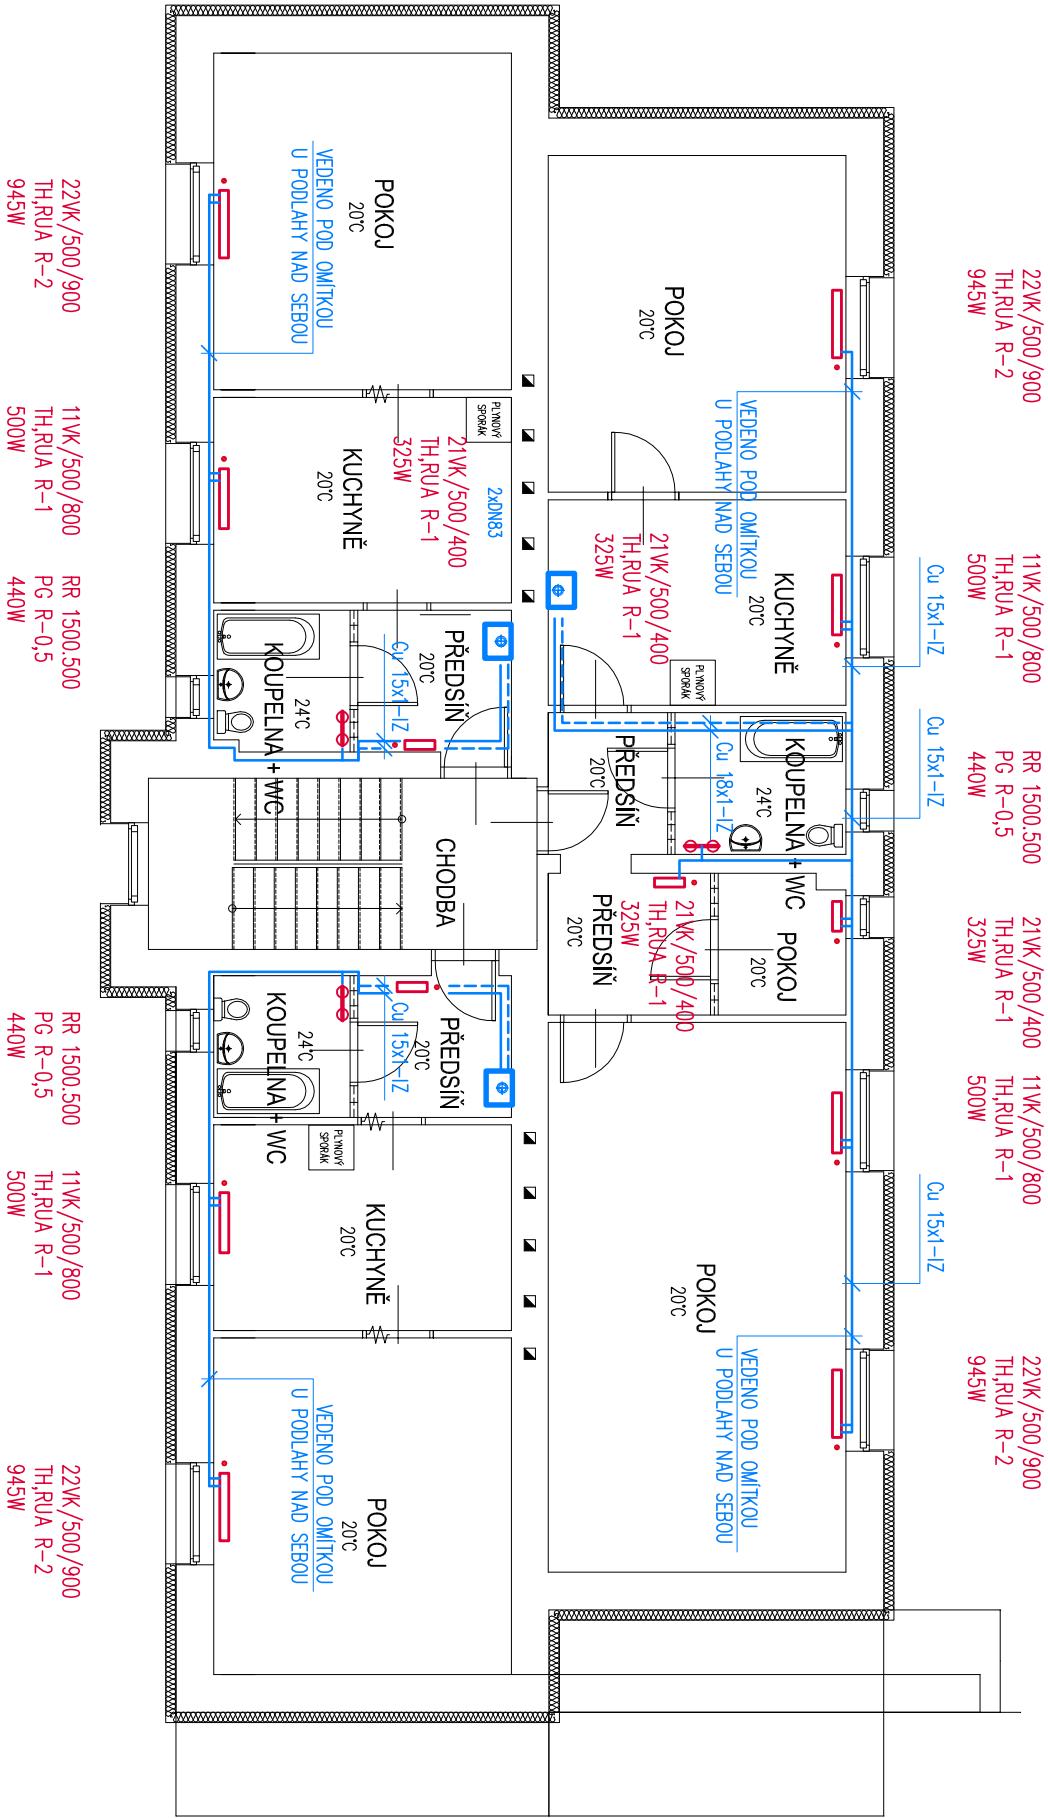 22VK/500/900
TH,RUA R-2
945W
11VK/500/800
TH,RUA R-1
500W
RR 1500.500
PG R-0,5
440W
21VK/500/400
TH,RUA R-1
325W
11VK/500/800
TH,RUA R-1
500W
22VK/500/900
TH,RUA R-2
945W
Cu 15x1-IZ
Cu 15x1-IZ
Cu 15x1-IZ
POKOJ
20°C
VEDENO POD OMÍTKOU
U PODLAHY NAD SEBOU
KUCHYNĚ
20°C
21VK/500/400
TH,RUA R-1
325W
PLYNOVÝ
SPORÁK
KOUPELNA + WC
24°C
Cu 18x1-IZ
PŘEDSÍŇ
20°C
POKOJ
20°C
21VK/500/400
TH,RUA R-1
325W
PŘEDSÍŇ
20°C
POKOJ
20°C
VEDENO POD OMÍTKOU
U PODLAHY NAD SEBOU
POKOJ
20°C
VEDENO POD OMÍTKOU
U PODLAHY NAD SEBOU
PLYNOVÝ
SPORÁK
2xDN83
21VK/500/400
TH,RUA R-1
325W
KUCHYNĚ
20°C
PŘEDSÍŇ
20°C
Cu 15x1-IZ
KOUPELNA + WC
24°C
CHODBA
PŘEDSÍŇ
20°C
Cu 15x1-IZ
KOUPELNA + WC
24°C
PLYNOVÝ
SPORÁK
KUCHYNĚ
20°C
POKOJ
20°C
VEDENO POD OMÍTKOU
U PODLAHY NAD SEBOU
22VK/500/900
TH,RUA R-2
945W
11VK/500/800
TH,RUA R-1
500W
RR 1500.500
PG R-0,5
440W
RR 1500.500
PG R-0,5
440W
11VK/500/800
TH,RUA R-1
500W
22VK/500/900
TH,RUA R-2
945W